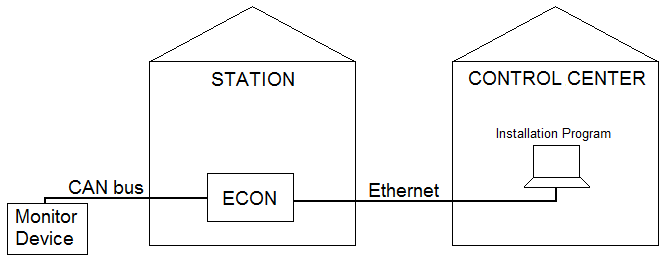 STATION
CONTROL CENTER
Installation Program
CAN bus
ECON
Ethernet
Monitor
Device